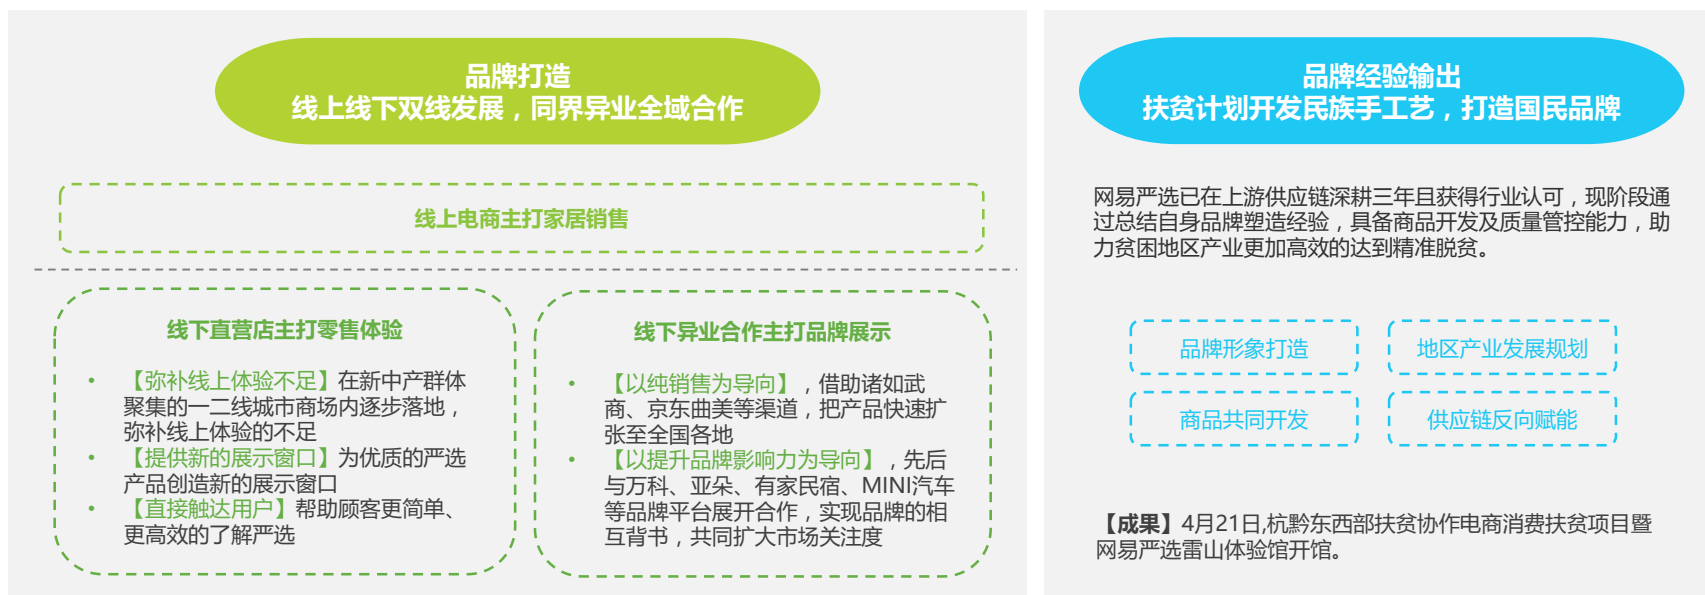 品牌打造
线上线下双线发展，同界异业全域合作
线上电商主打家居销售
线下直营店主打零售体验
• 【弥补线上体验不足】在新中产群体
聚集的一二线城市商场内逐步落地，
弥补线上体验的不足
• 【提供新的展示窗口】为优质的严选
产品创造新的展示窗口
• 【直接触达用户】帮助顾客更简单、
更高效的了解严选
线下异业合作主打品牌展示
• 【以纯销售为导向】，借助诸如武
商、京东曲美等渠道，把产品快速扩
张至全国各地
• 【以提升品牌影响力为导向】，先后
与万科、亚朵、有家民宿、MINI汽车
等品牌平台展开合作，实现品牌的相
互背书，共同扩大市场关注度
品牌经验输出
扶贫计划开发民族手工艺，打造国民品牌
网易严选已在上游供应链深耕三年且获得行业认可，现阶段通
过总结自身品牌塑造经验，具备商品开发及质量管控能力，助
力贫困地区产业更加高效的达到精准脱贫。
品牌形象打造
地区产业发展规划
商品共同开发
供应链反向赋能
【成果】4月21日,杭黔东西部扶贫协作电商消费扶贫项目暨
网易严选雷山体验馆开馆。